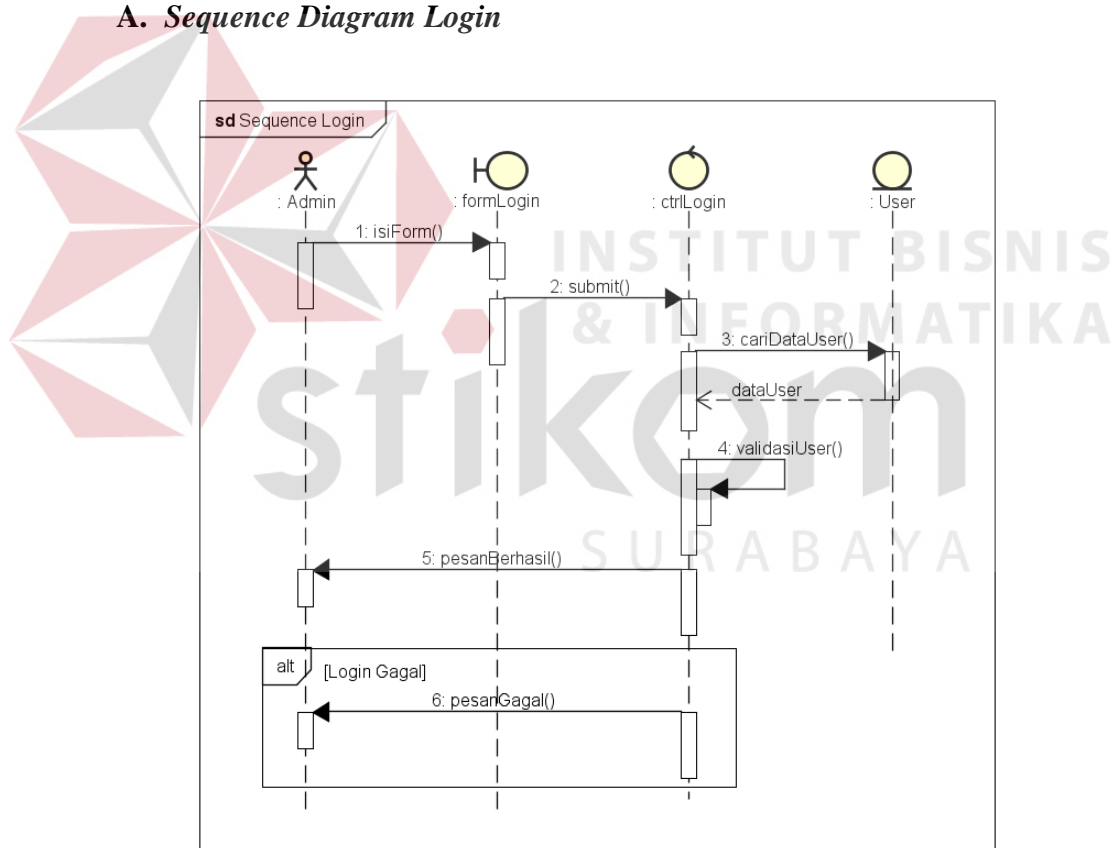 A. Sequence Diagram Login
sd Sequence Login
: Admin
: formLogin
: ctrlLogin
: User
1: isiForm()
INSTITUT BISNIS
2: submit()
& INFORMATIKA
3: cariDataUser()
stikom
dataUser
4: validasiUser()
SURABAYA
5: pesanBerhasil()
alt
[Login Gagal]
6: pesanGagal()